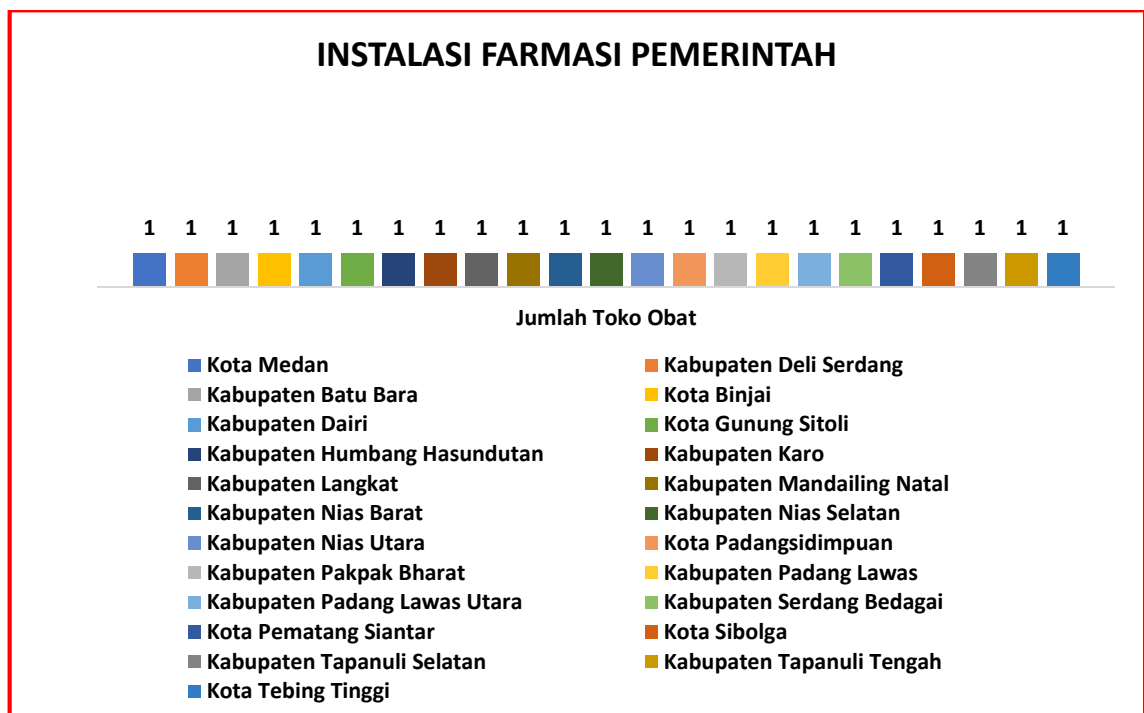 INSTALASI FARMASI PEMERINTAH
1 1 1 1 1 1 1 1 1 1 1 1 1 1 1 1 1 1 1 1 1 1 1
Jumlah Toko Obat
Kota Medan Kabupaten Deli Serdang
Kabupaten Batu Bara Kota Binjai
Kabupaten Dairi Kota Gunung Sitoli
Kabupaten Humbang Hasundutan Kabupaten Karo
Kabupaten Langkat Kabupaten Mandailing Natal
Kabupaten Nias Barat Kabupaten Nias Selatan
Kabupaten Nias Utara Kota Padangsidimpuan
Kabupaten Pakpak Bharat Kabupaten Padang Lawas
Kabupaten Padang Lawas Utara Kabupaten Serdang Bedagai
Kota Pematang Siantar Kota Sibolga
Kabupaten Tapanuli Selatan Kabupaten Tapanuli Tengah
Kota Tebing Tinggi